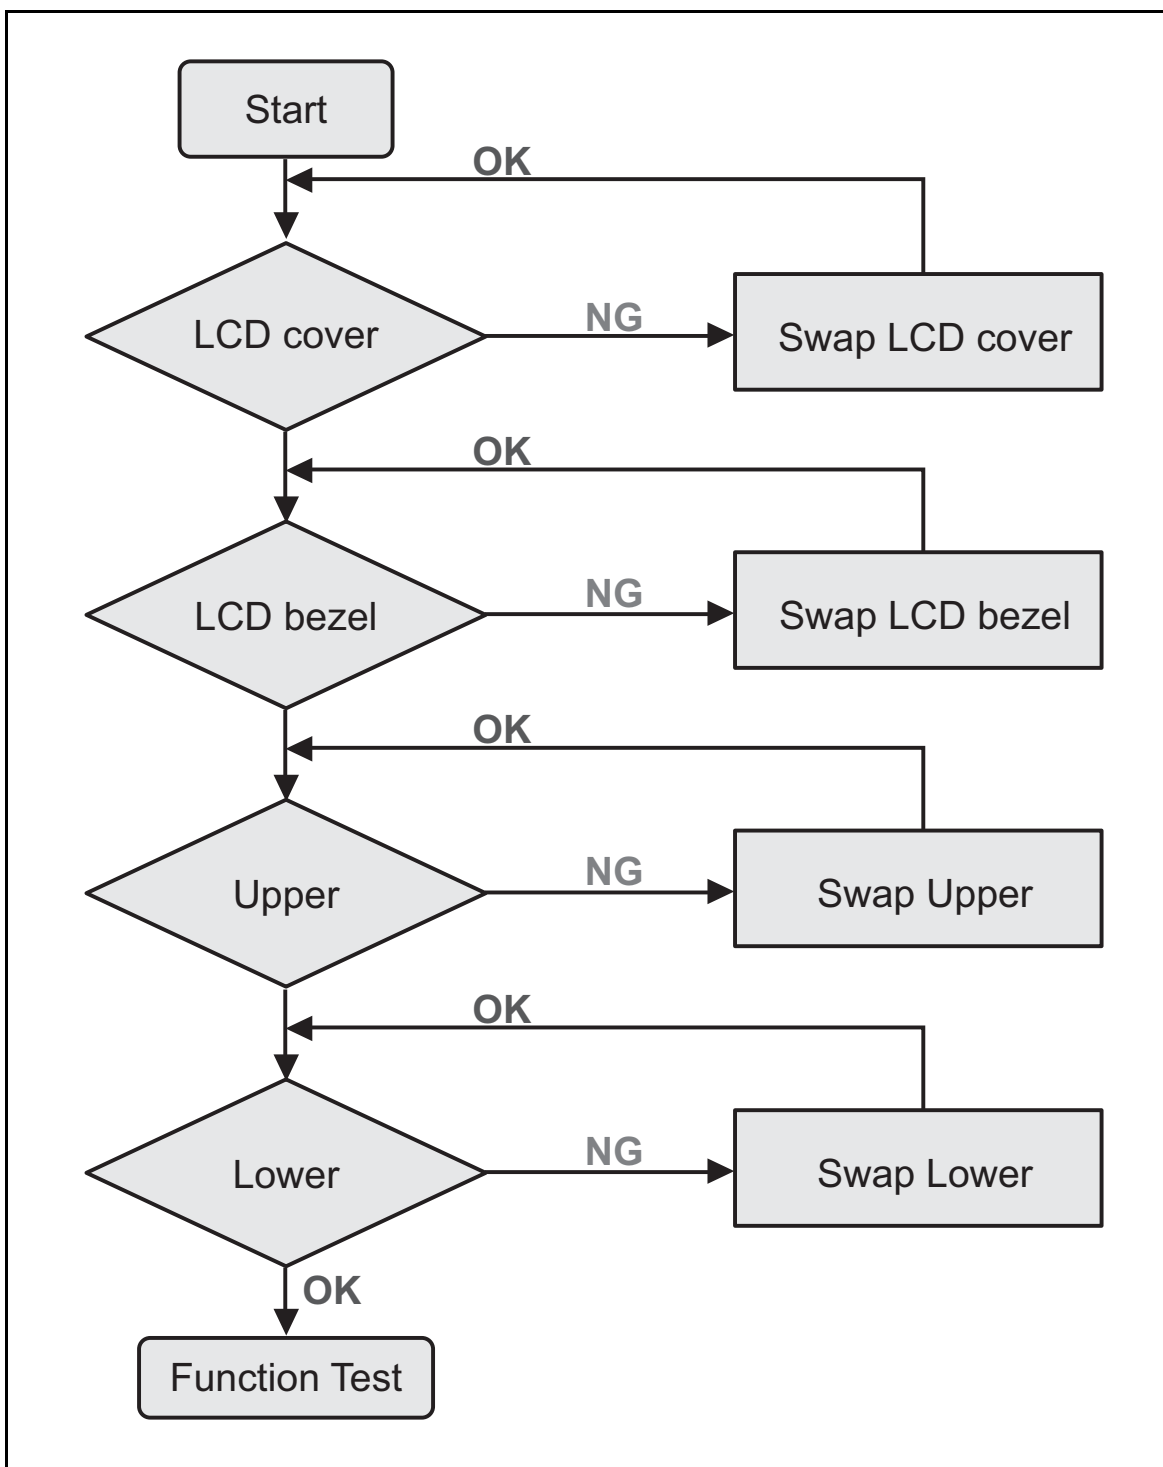 Start
OK
LCD cover
NG
Swap LCD cover
OK
LCD bezel
NG
Swap LCD bezel
OK
Upper
NG
Swap Upper
OK
Lower
NG
Swap Lower
OK
Function Test